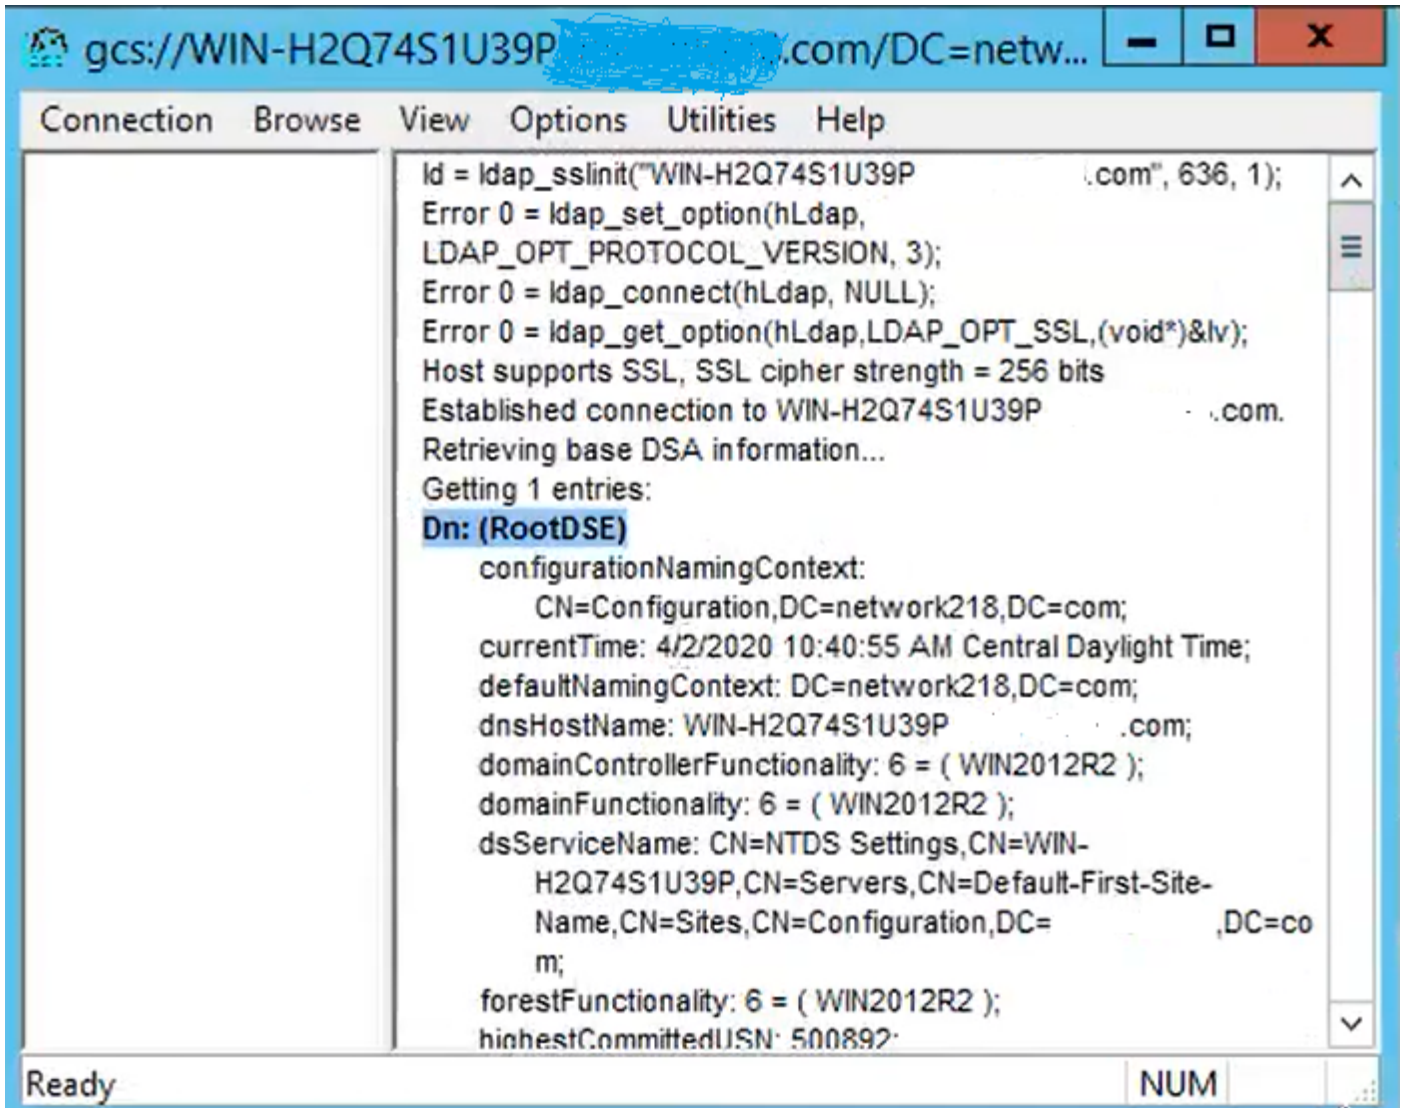 gcs://WIN-H2Q74S1U39P .com/DC=netw...
Connection Browse View Options Utilities Help
ld = ldap_sslinit("WIN-H2Q74S1U39P .com", 636, 1);
Error 0 = ldap_set_option(hLdap,
LDAP_OPT_PROTOCOL_VERSION, 3);
Error 0 = ldap_connect(hLdap, NULL);
Error 0 = ldap_get_option(hLdap,LDAP_OPT_SSL,(void*)&lv);
Host supports SSL, SSL cipher strength = 256 bits
Established connection to WIN-H2Q74S1U39P .com.
Retrieving base DSA information...
Getting 1 entries:
Dn: (RootDSE)
configurationNamingContext:
CN=Configuration,DC=network218,DC=com;
currentTime: 4/2/2020 10:40:55 AM Central Daylight Time;
defaultNamingContext: DC=network218,DC=com;
dnsHostName: WIN-H2Q74S1U39P .com;
domainControllerFunctionality: 6 = ( WIN2012R2 );
domainFunctionality: 6 = ( WIN2012R2 );
dsServiceName: CN=NTDS Settings,CN=WIN-
H2Q74S1U39P,CN=Servers,CN=Default-First-Site-
Name,CN=Sites,CN=Configuration,DC= ,DC=co
m;
forestFunctionality: 6 = ( WIN2012R2 );
highestCommittedUSN: 500892;
Ready NUM